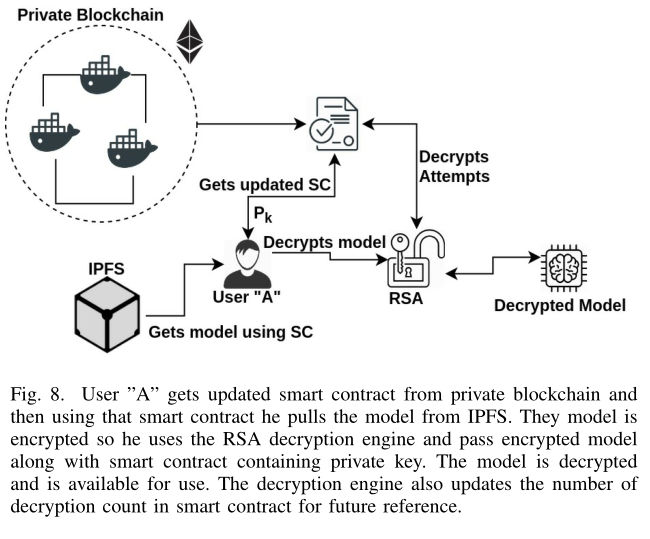 Private Blockchain
Decrypts
Attempts
Gets updated SC
Pk
Decrypts model
IPFS
User "A"
RSA
Decrypted Model
Gets model using SC
Fig. 8. User ”A” gets updated smart contract from private blockchain and
then using that smart contract he pulls the model from IPFS. They model is
encrypted so he uses the RSA decryption engine and pass encrypted model
along with smart contract containing private key. The model is decrypted
and is available for use. The decryption engine also updates the number of
decryption count in smart contract for future reference.